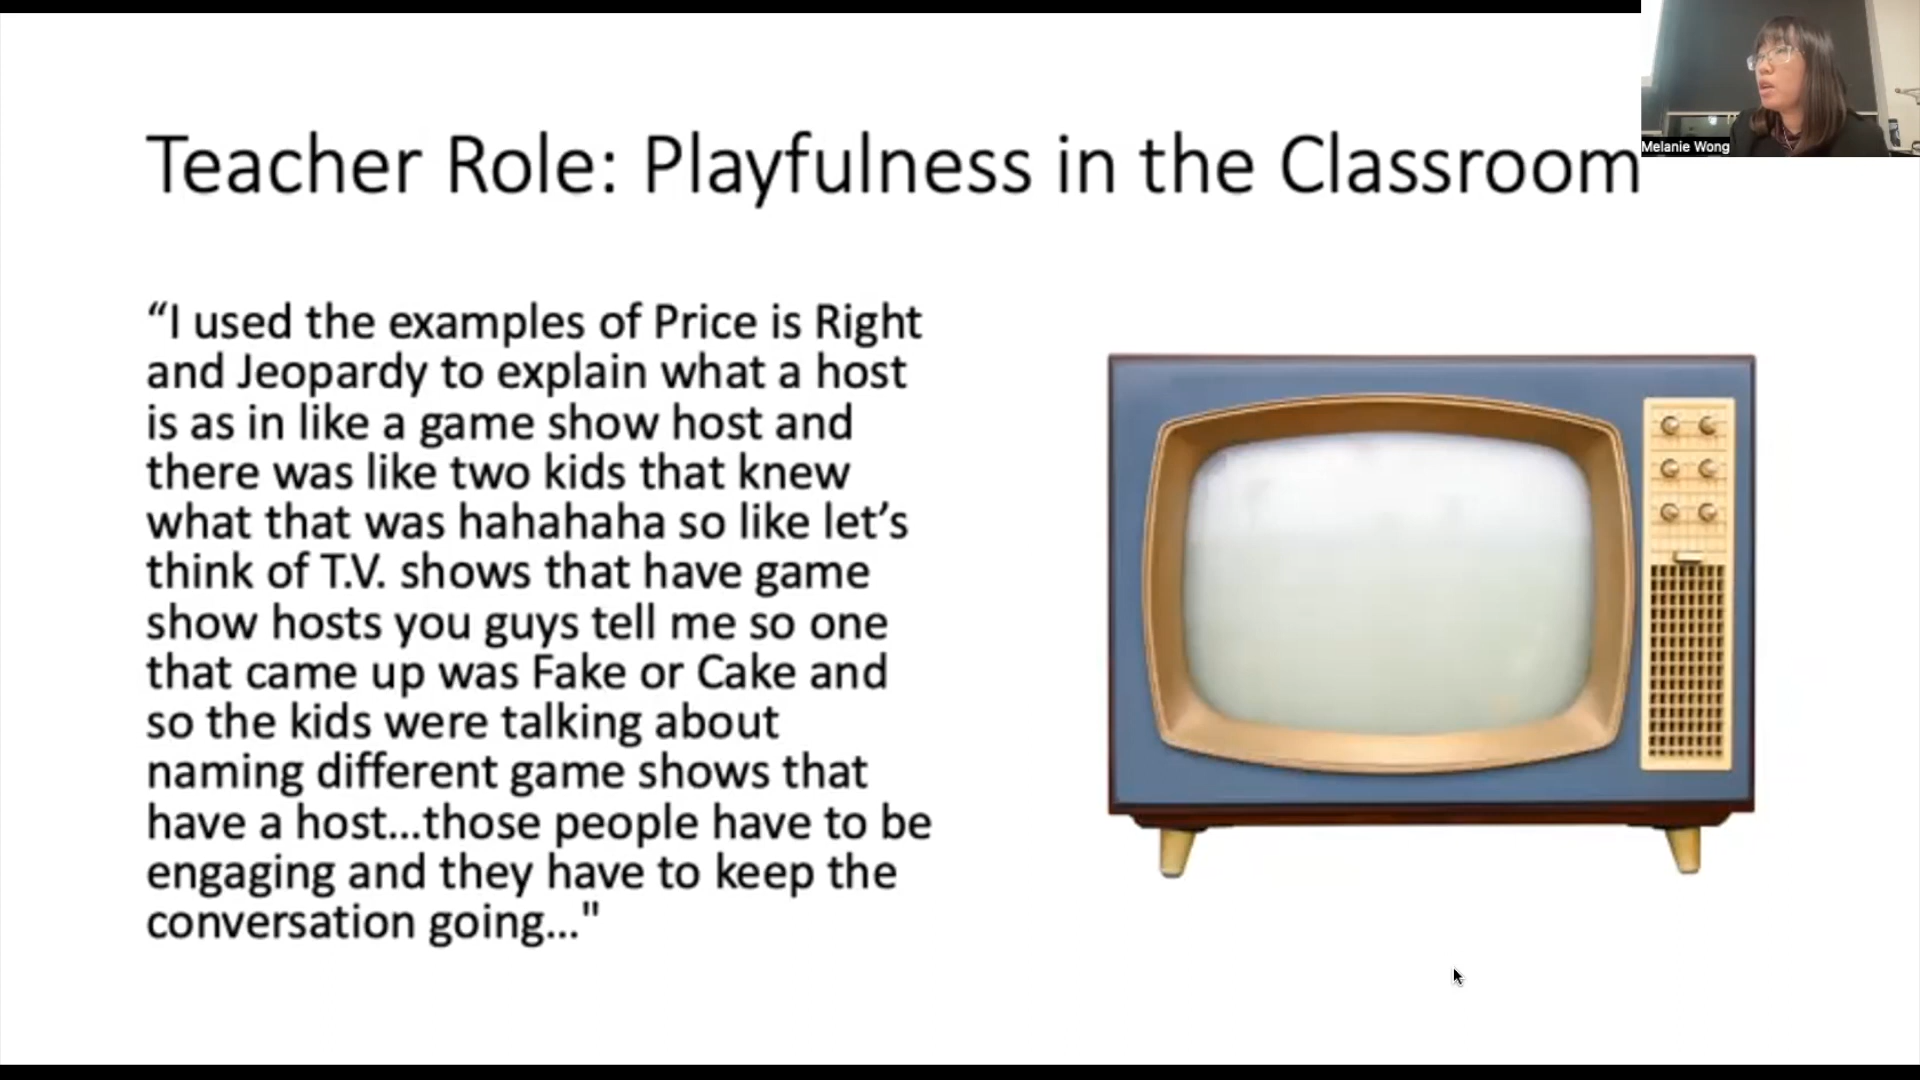 Teacher Role: Playfulness in the Classroom
Melanie Wong
“I used the examples of Price is Right
and Jeopardy to explain what a host
is as in like a game show host and
there was like two kids that knew
what that was hahahaha so like let’s
think of T.V. shows that have game
show hosts you guys tell me so one
that came up was Fake or Cake and
so the kids were talking about
naming different game shows that
have a host...those people have to be
engaging and they have to keep the
conversation going..."